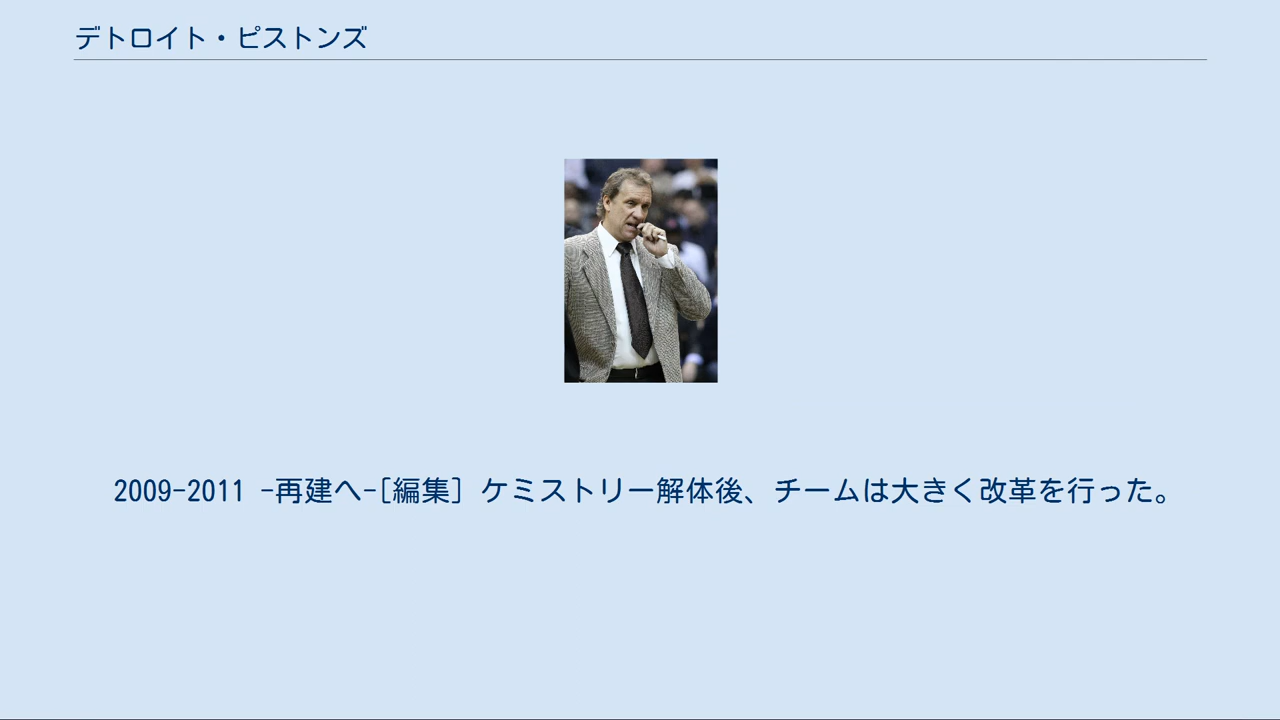 デトロイト・ピストンズ
2009-2011 -再建へ-[編集] ケミストリー解体後、チームは大きく改革を行った。